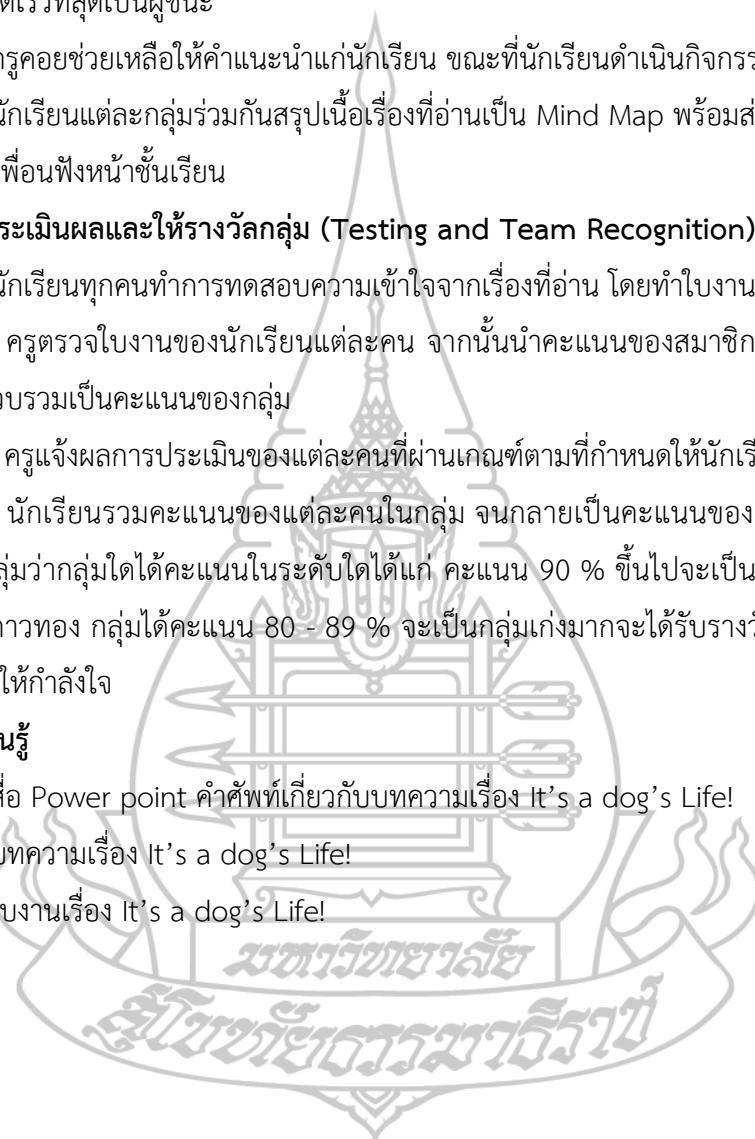 ดเร็วที่สุดเป็นผู้ชนะ
ครูคอยช่วยเหลือให้คำแนะนำแก่นักเรียน ขณะที่นักเรียนดำเนินกิจกรร
นักเรียนแต่ละกลุ่มร่วมกันสรุปเนื้อเรื่องที่อ่านเป็น Mind Map พร้อมส่
เพื่อนฟังหน้าชั้นเรียน
ระเมินผลและให้รางวัลกลุ่ม (Testing and Team Recognition)
นักเรียนทุกคนทำการทดสอบความเข้าใจจากเรื่องที่อ่าน โดยทำใบงาน
ครูตรวจใบงานของนักเรียนแต่ละคน จากนั้นนำคะแนนของสมาชิก
วบรวมเป็นคะแนนของกลุ่ม
ครูแจ้งผลการประเมินของแต่ละคนที่ผ่านเกณฑ์ตามที่กำหนดให้นักเรี
นักเรียนรวมคะแนนของแต่ละคนในกลุ่ม จนกลายเป็นคะแนนของ
ลุ่มว่ากลุ่มใดได้คะแนนในระดับใดได้แก่ คะแนน 90 % ขึ้นไปจะเป็น
ดาวทอง กลุ่มได้คะแนน 80 - 89 % จะเป็นกลุ่มเก่งมากจะได้รับรางวั
ให้กำลังใจ
นรู้
สื่อ Power point คำศัพท์เกี่ยวกับบทความเรื่อง It’s a dog’s Life!
บทความเรื่อง It’s a dog’s Life!
บงานเรื่อง It’s a dog’s Life!
มหาวิทยาลัย
สุโขทัยธรรมาธิราช